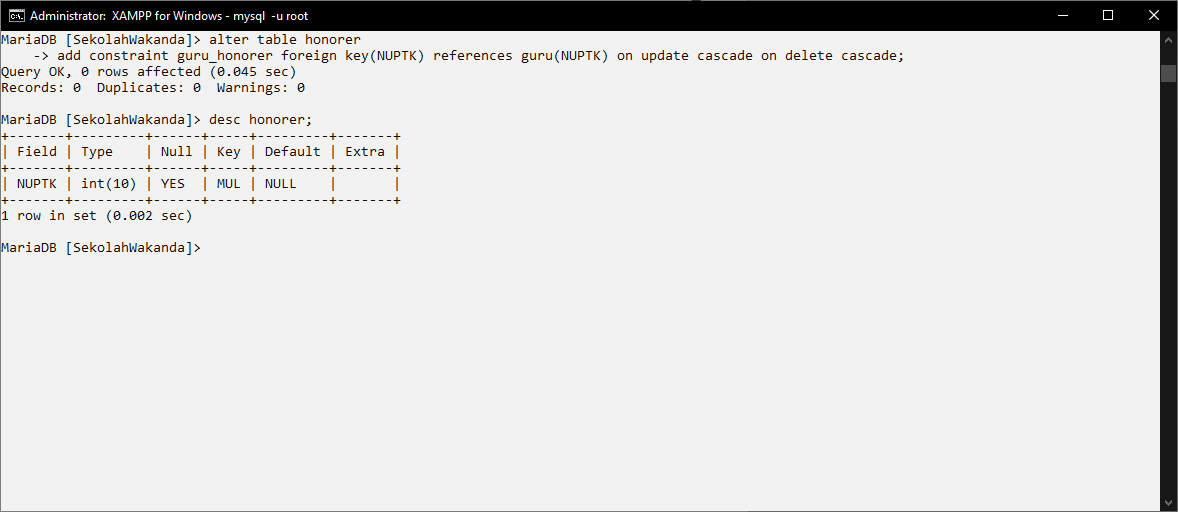 Administrator:  XAMPP for Windows - mysql  -u root
MariaDB [SekolahWakanda]> alter table honorer
    -> add constraint guru_honorer foreign key(NUPTK) references guru(NUPTK) on update cascade on delete cascade;
Query OK, 0 rows affected (0.045 sec)
Records: 0  Duplicates: 0  Warnings: 0
MariaDB [SekolahWakanda]> desc honorer;
+-------+---------+------+-----+---------+-------+
| Field | Type    | Null | Key | Default | Extra |
+-------+---------+------+-----+---------+-------+
| NUPTK | int(10) | YES  | MUL | NULL    |       |
+-------+---------+------+-----+---------+-------+
1 row in set (0.002 sec)
MariaDB [SekolahWakanda]>